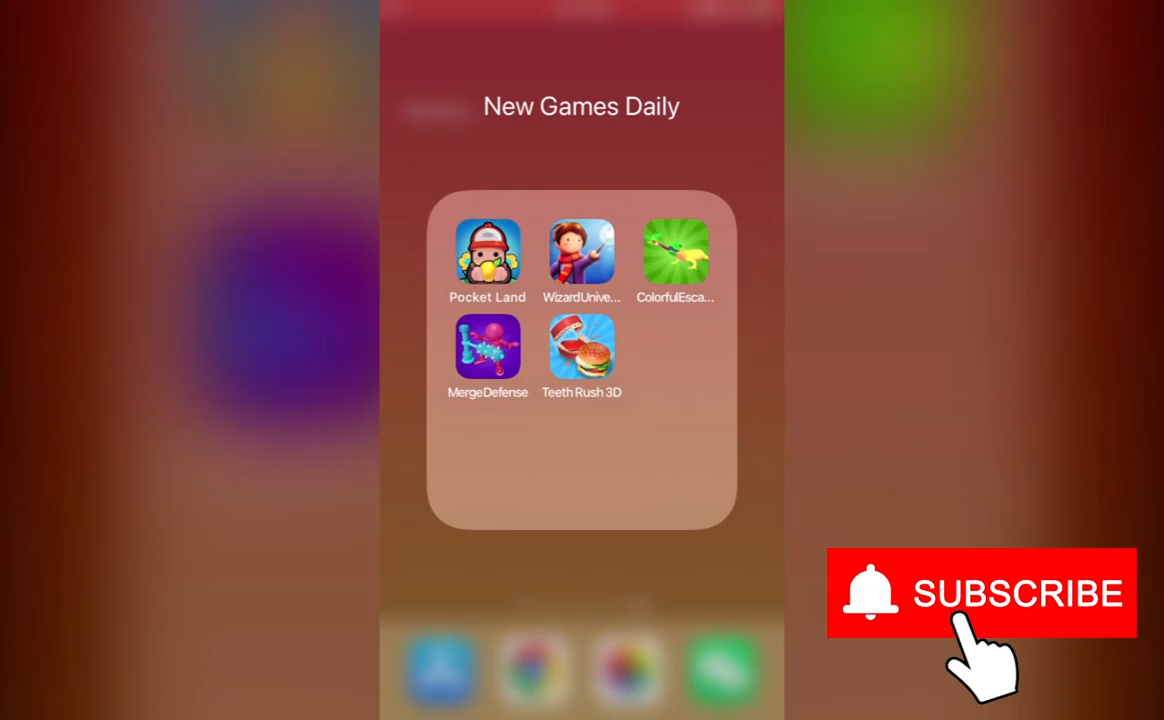 New Games Daily
Pocket Land
WizardUnive...
ColorfulEsca...
MergeDefense
Teeth Rush 3D
SUBSCRIBE